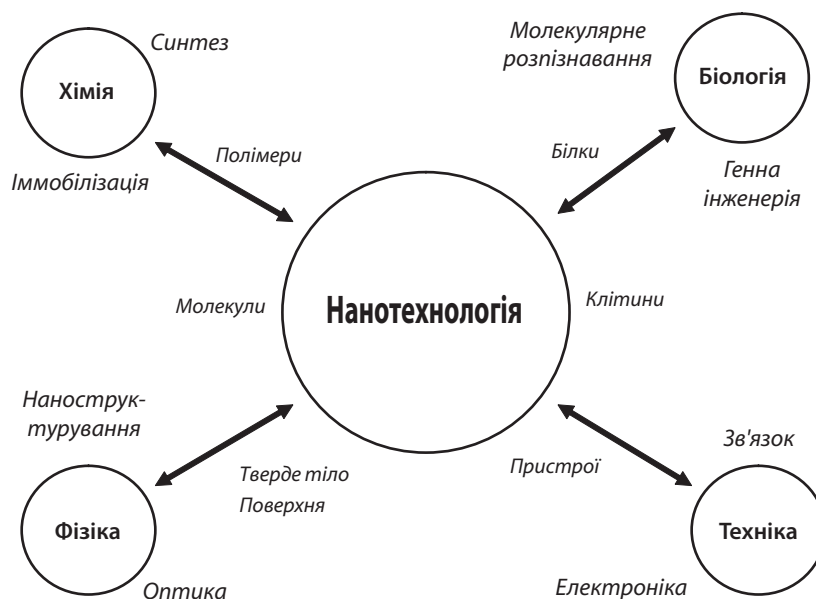 Синтез
Молекулярне
розпізнавання
Хімія
Біологія
Полімери
Білки
Іммобілізація
Генна
інженерія
Молекули
Нанотехнологія
Клітини
Нанострук-
турування
Зв'язок
Тверде тіло
Поверхня
Пристрої
Фізіка
Техніка
Оптика
Електроніка